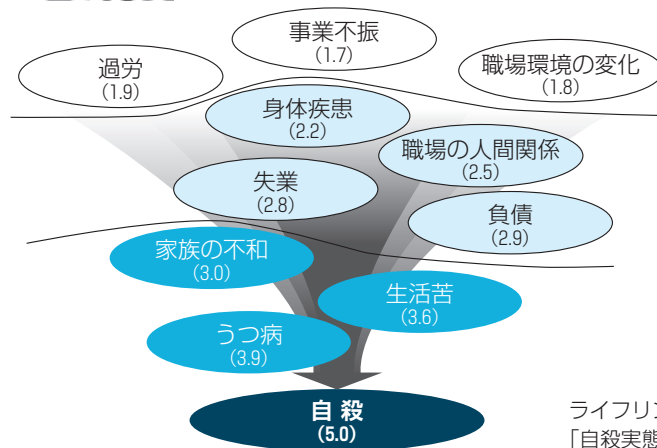 事業不振
(1.7)
過労
(1.9)
職場環境の変化
(1.8)
身体疾患
(2.2)
職場の人間関係
(2.5)
失業
(2.8)
負債
(2.9)
家族の不和
(3.0)
生活苦
(3.6)
うつ病
(3.9)
自 殺
(5.0)
ライフリン
「自殺実態